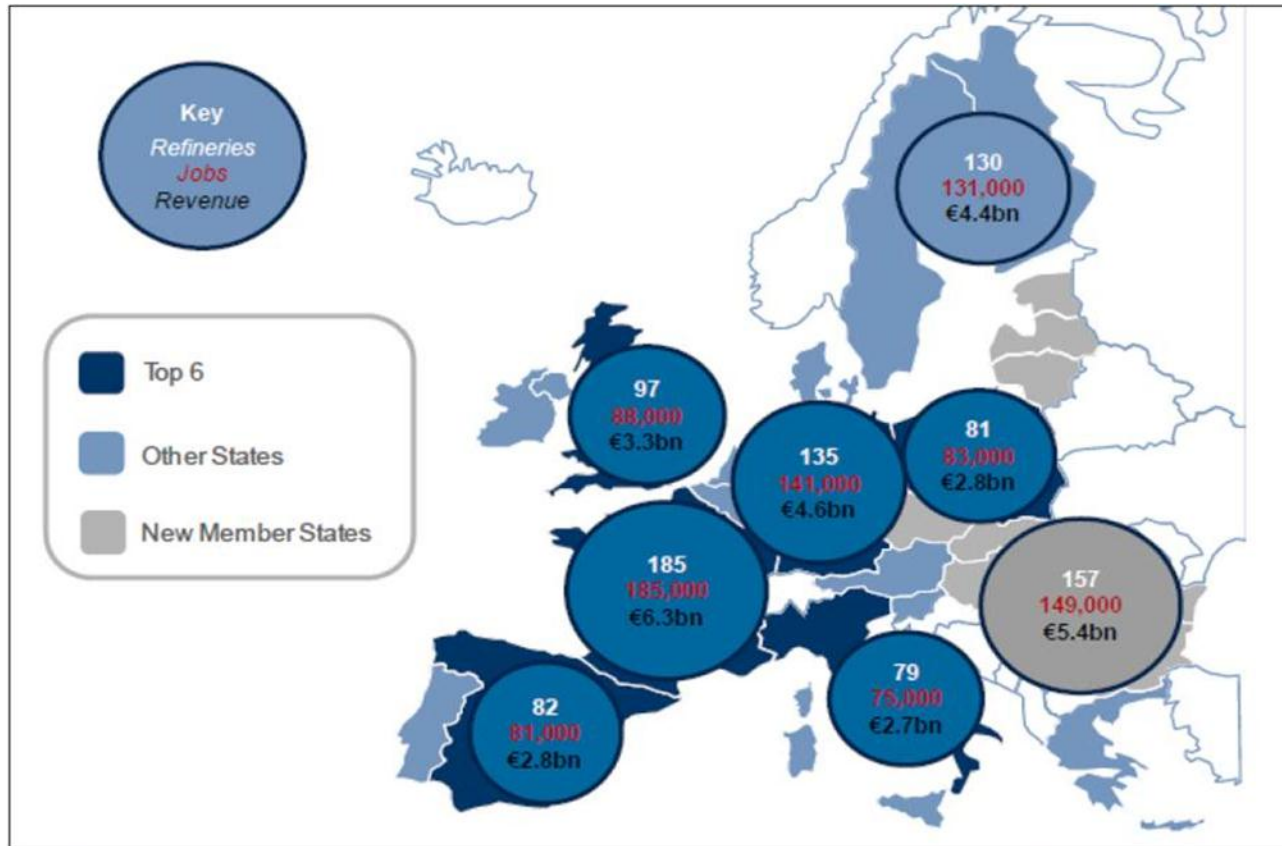 Key
Refineries
Jobs
Revenue
130
131,000
€4.4bn
Top 6
Other States
New Member States
97
88,000
€3.3bn
135
141,000
€4.6bn
81
83,000
€2.8bn
185
185,000
€6.3bn
157
149,000
€5.4bn
82
81,000
€2.8bn
79
75,000
€2.7bn